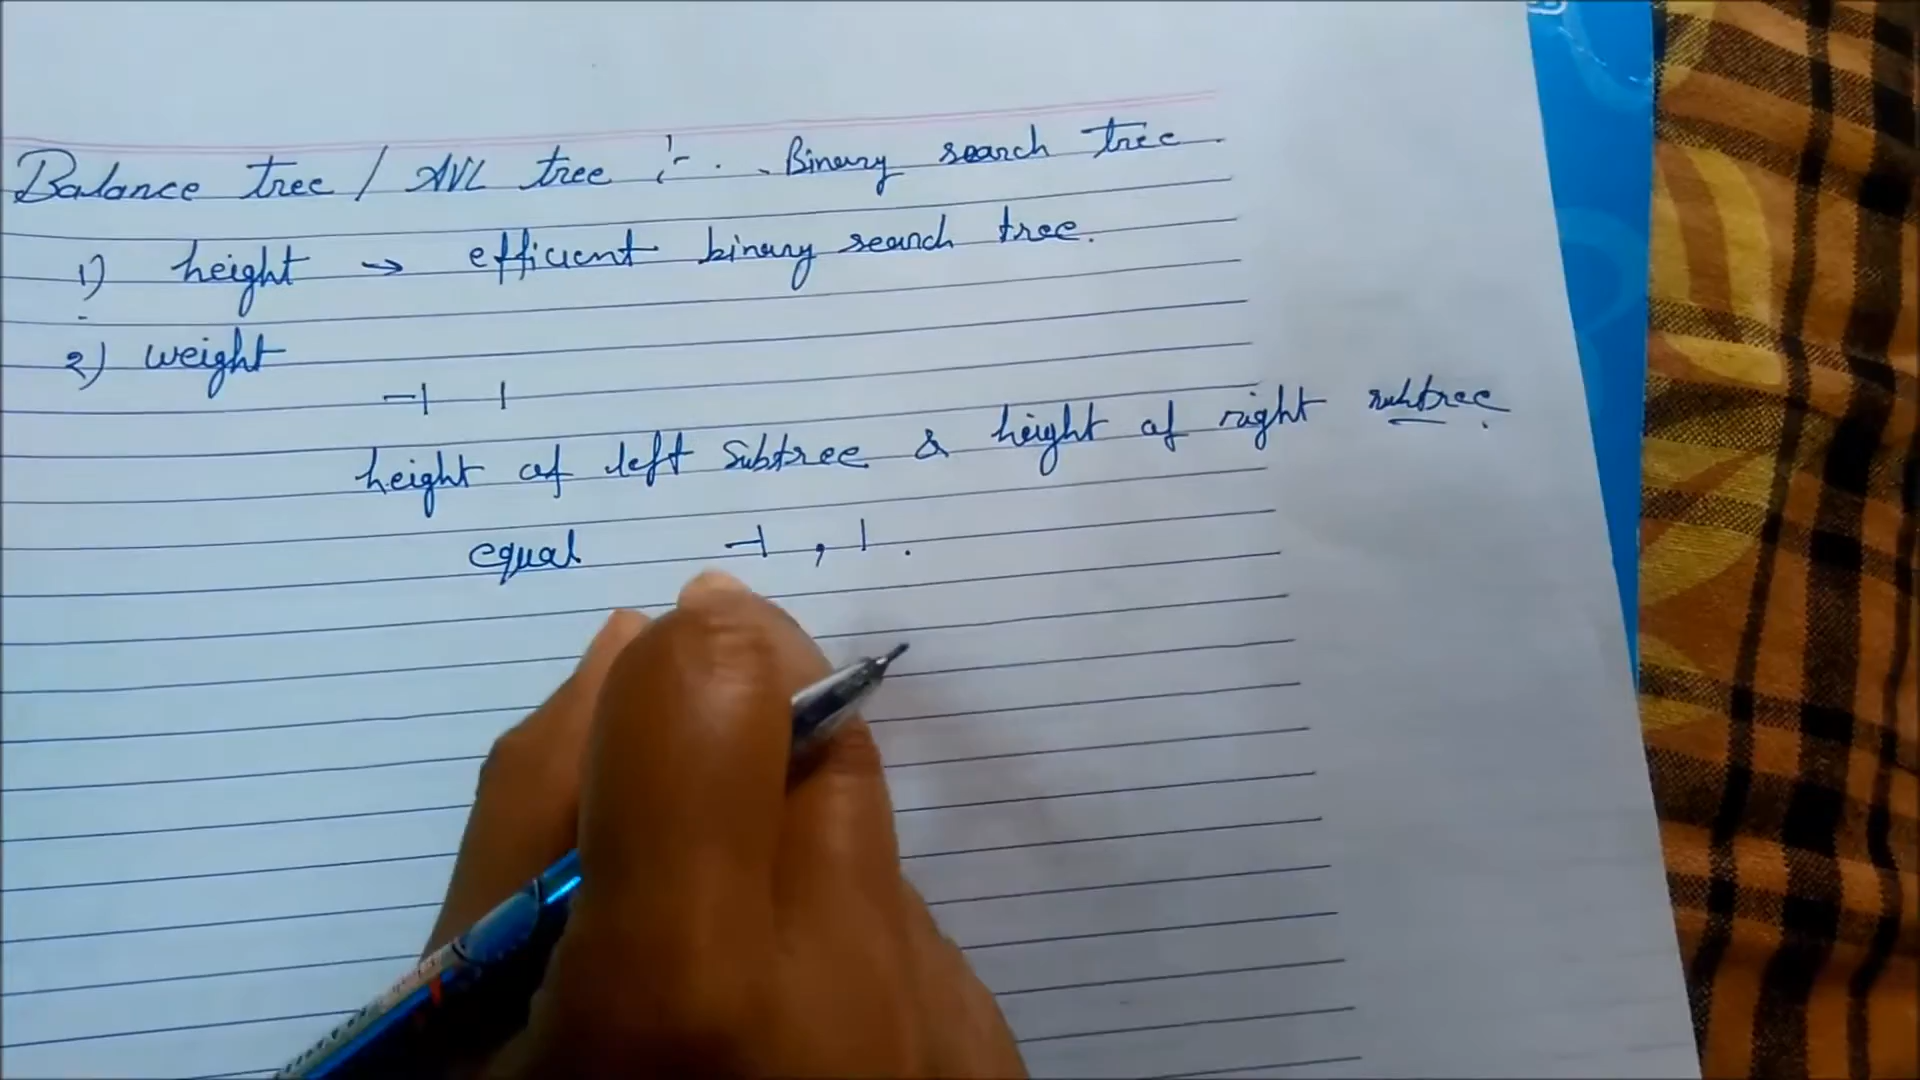 Balance tree / AVL tree :- . Binary search tree.
1) height → efficient binary search tree.
2) weight
-1 1
height of left subtree & height of right subtree.
equal -1 , 1 .